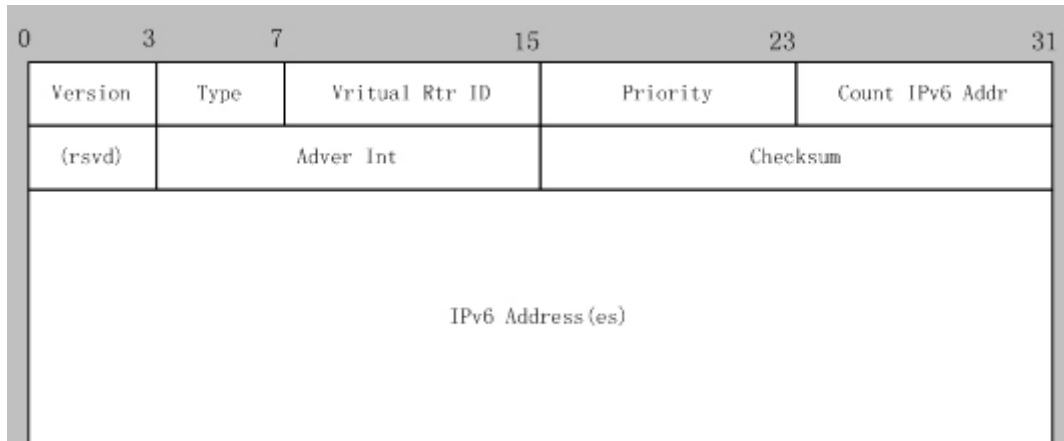 0 3 7 15 23 31
Version Type Vritual Rtr ID Priority Count IPv6 Addr
(rsvd) Adver Int Checksum
IPv6 Address(es)